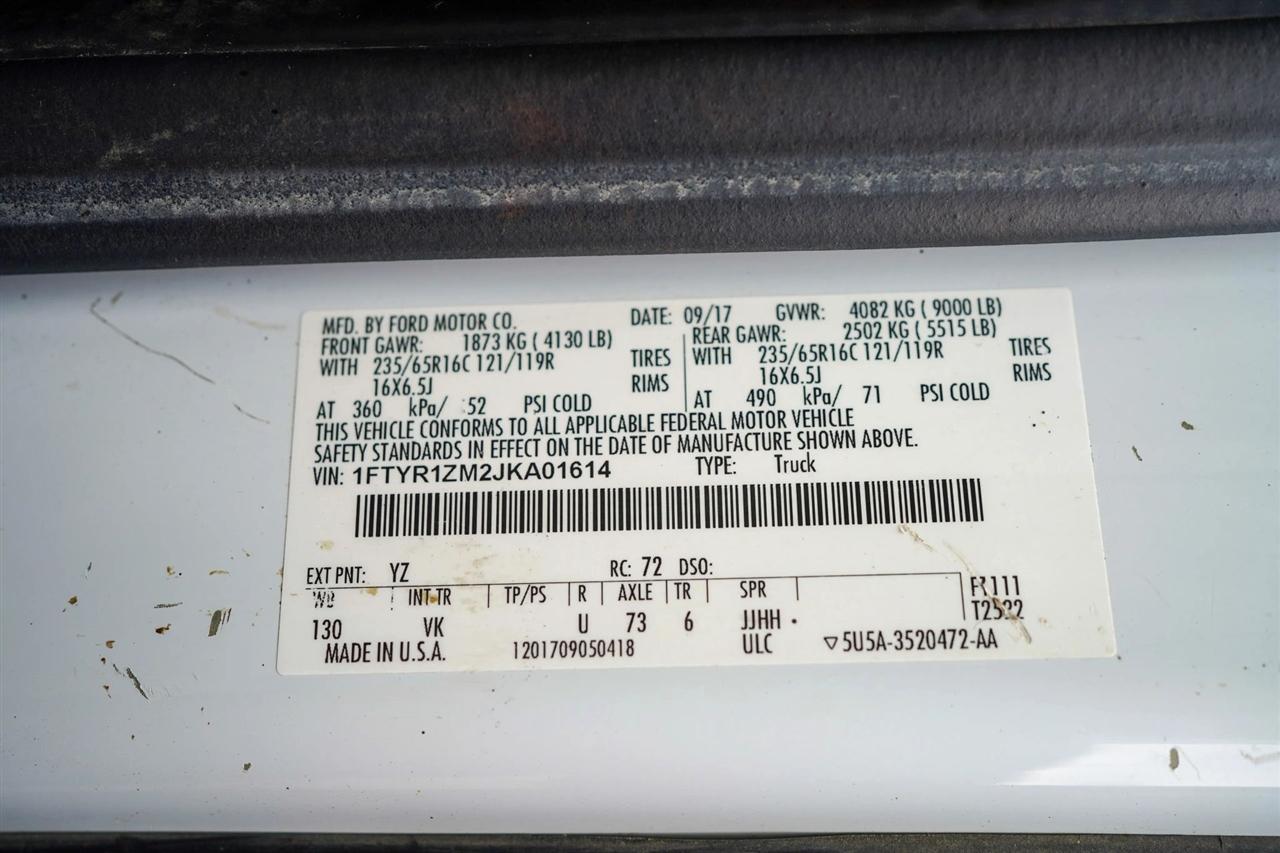 MFD. BY FORD MOTOR CO. DATE: 09/17 GVWR: 4082 KG ( 9000 LB)
FRONT GAWR: 1873 KG ( 4130 LB) REAR GAWR: 2502 KG ( 5515 LB)
WITH 235/65R16C 121/119R TIRES WITH 235/65R16C 121/119R TIRES
16X6.5J RIMS 16X6.5J RIMS
AT 360 kPa/ 52 PSI COLD AT 490 kPa/ 71 PSI COLD
THIS VEHICLE CONFORMS TO ALL APPLICABLE FEDERAL MOTOR VEHICLE
SAFETY STANDARDS IN EFFECT ON THE DATE OF MANUFACTURE SHOWN ABOVE.
VIN: 1FTYR1ZM2JKA01614 TYPE: Truck
EXT PNT: YZ RC: 72 DSO:
WB INT TR TP/PS R AXLE TR SPR
130 VK U 73 6 JJHH T2522
MADE IN U.S.A. 1201709050418 ULC ▽5U5A-3520472-AA